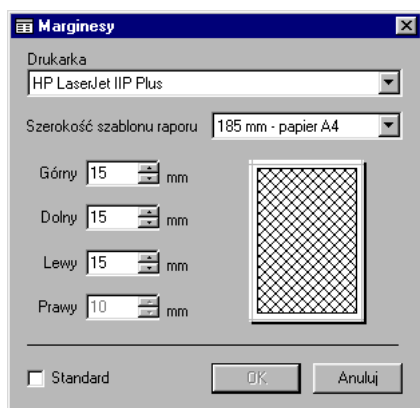 Marginesy
Drukarka
HP LaserJet IIP Plus
Szerokość szablonu raporu 185 mm - papier A4
Górny 15 mm
Dolny 15 mm
Lewy 15 mm
Prawy 10 mm
Standard OK Anuluj